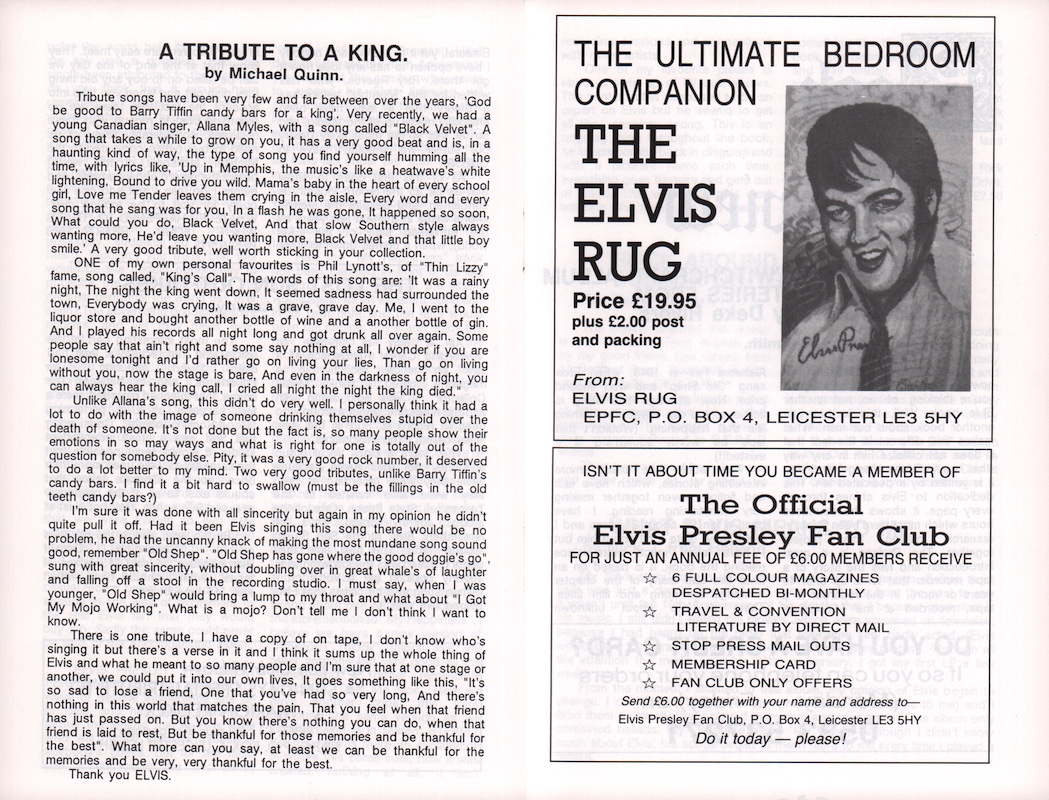 A TRIBUTE TO A KING.
by Michael Quinn.
Tribute songs have been very few and far between over the years, 'God
be good to Barry Tiffin candy bars for a king'. Very recently, we had a
young Canadian singer, Allana Myles, with a song called "Black Velvet". A
song that takes a while to grow on you, it has a very good beat and is, in a
haunting kind of way, the type of song you find yourself humming all the
time, with lyrics like, 'Up in Memphis, the music's like a heatwave's white
lightening, Bound to drive you wild. Mama's baby in the heart of every school
girl, Love me Tender leaves them crying in the aisle, Every word and every
song that he sang was for you, In a flash he was gone, It happened so soon,
What could you do, Black Velvet, And that slow Southern style always
wanting more, He'd leave you wanting more, Black Velvet and that little boy
smile.' A very good tribute, well worth sticking in your collection.
ONE of my own personal favourites is Phil Lynott's, of "Thin Lizzy"
fame, song called, "King's Call". The words of this song are: 'It was a rainy
night, The night the king went down, It seemed sadness had surrounded the
town, Everybody was crying, It was a grave, grave day. Me, I went to the
liquor store and bought another bottle of wine and a another bottle of gin.
And I played his records all night long and got drunk all over again. Some
people say that ain't right and some say nothing at all, I wonder if you are
lonesome tonight and I'd rather go on living your lies, Than go on living
without you, now the stage is bare, And even in the darkness of night, you
can always hear the king call, I cried all night the night the king died."
Unlike Allana's song, this didn't do very well. I personally think it had a
lot to do with the image of someone drinking themselves stupid over the
death of someone. It's not done but the fact is, so many people show their
emotions in so may ways and what is right for one is totally out of the
question for somebody else. Pity, it was a very good rock number, it deserved
to do a lot better to my mind. Two very good tributes, unlike Barry Tiffin's
candy bars. I find it a bit hard to swallow (must be the fillings in the old
teeth candy bars?)
I'm sure it was done with all sincerity but again in my opinion he didn't
quite pull it off. Had it been Elvis singing this song there would be no
problem, he had the uncanny knack of making the most mundane song sound
good, remember "Old Shep". "Old Shep has gone where the good doggie's go",
sung with great sincerity, without doubling over in great whale's of laughter
and falling off a stool in the recording studio. I must say, when I was
younger, "Old Shep" would bring a lump to my throat and what about "I Got
My Mojo Working". What is a mojo? Don't tell me I don't think I want to
know.
There is one tribute, I have a copy of on tape, I don't know who's
singing it but there's a verse in it and I think it sums up the whole thing of
Elvis and what he meant to so many people and I'm sure that at one stage or
another, we could put it into our own lives, It goes something like this, "It's
so sad to lose a friend, One that you've had so very long, And there's
nothing in this world that matches the pain, That you feel when that friend
has just passed on. But you know there's nothing you can do, when that
friend is laid to rest, But be thankful for those memories and be thankful for
the best". What more can you say, at least we can be thankful for the
memories and be very, very thankful for the best.
Thank you ELVIS.
THE ULTIMATE BEDROOM
COMPANION
THE
ELVIS
RUG
Price £19.95
plus £2.00 post
and packing
Elvis Presley
From:
ELVIS RUG
EPFC, P.O. BOX 4, LEICESTER LE3 5HY
ISN'T IT ABOUT TIME YOU BECAME A MEMBER OF
The Official
Elvis Presley Fan Club
FOR JUST AN ANNUAL FEE OF £6.00 MEMBERS RECEIVE
☆ 6 FULL COLOUR MAGAZINES
DESPATCHED BI-MONTHLY
☆ TRAVEL & CONVENTION
LITERATURE BY DIRECT MAIL
☆ STOP PRESS MAIL OUTS
☆ MEMBERSHIP CARD
☆ FAN CLUB ONLY OFFERS
Send £6.00 together with your name and address to—
Elvis Presley Fan Club, P.O. Box 4, Leicester LE3 5HY
Do it today — please!